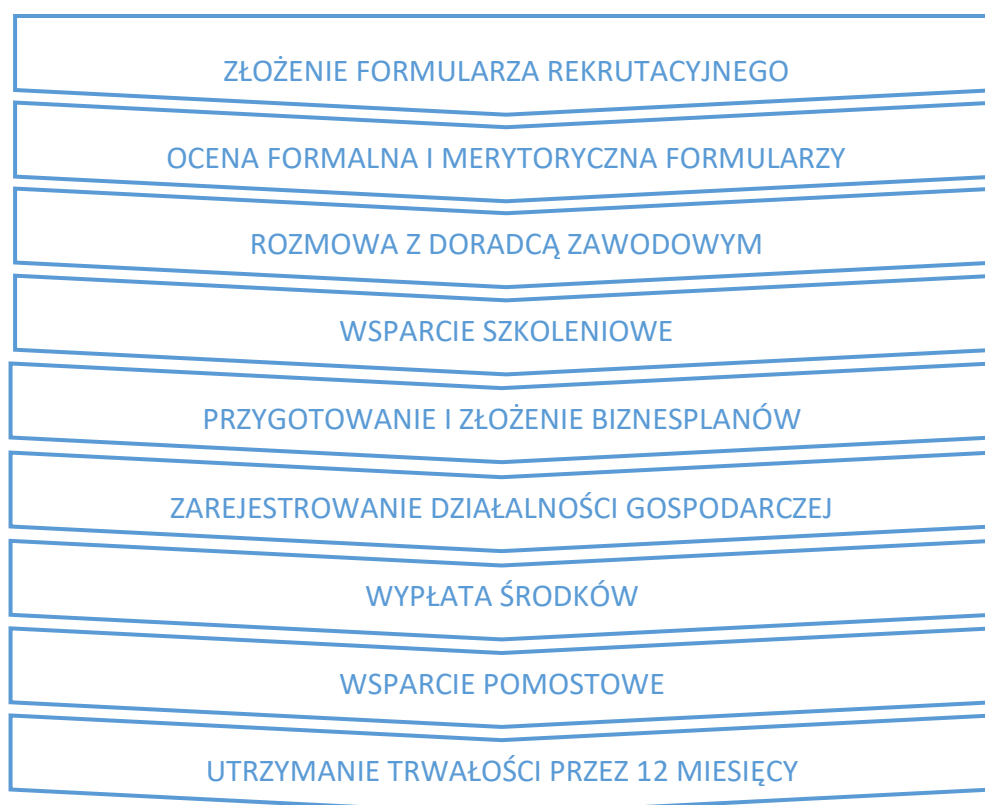 ZŁOŻENIE FORMULARZA REKRUTACYJNEGO
OCENA FORMALNA I MERYTORYCZNA FORMULARZY
ROZMOWA Z DORADCĄ ZAWODOWYM
WSPARCIE SZKOLENIOWE
PRZYGOTOWANIE I ZŁOŻENIE BIZNESPLANÓW
ZAREJESTROWANIE DZIAŁALNOŚCI GOSPODARCZEJ
WYPŁATA ŚRODKÓW
WSPARCIE POMOSTOWE
UTRZYMANIE TRWAŁOŚCI PRZEZ 12 MIESIĘCY